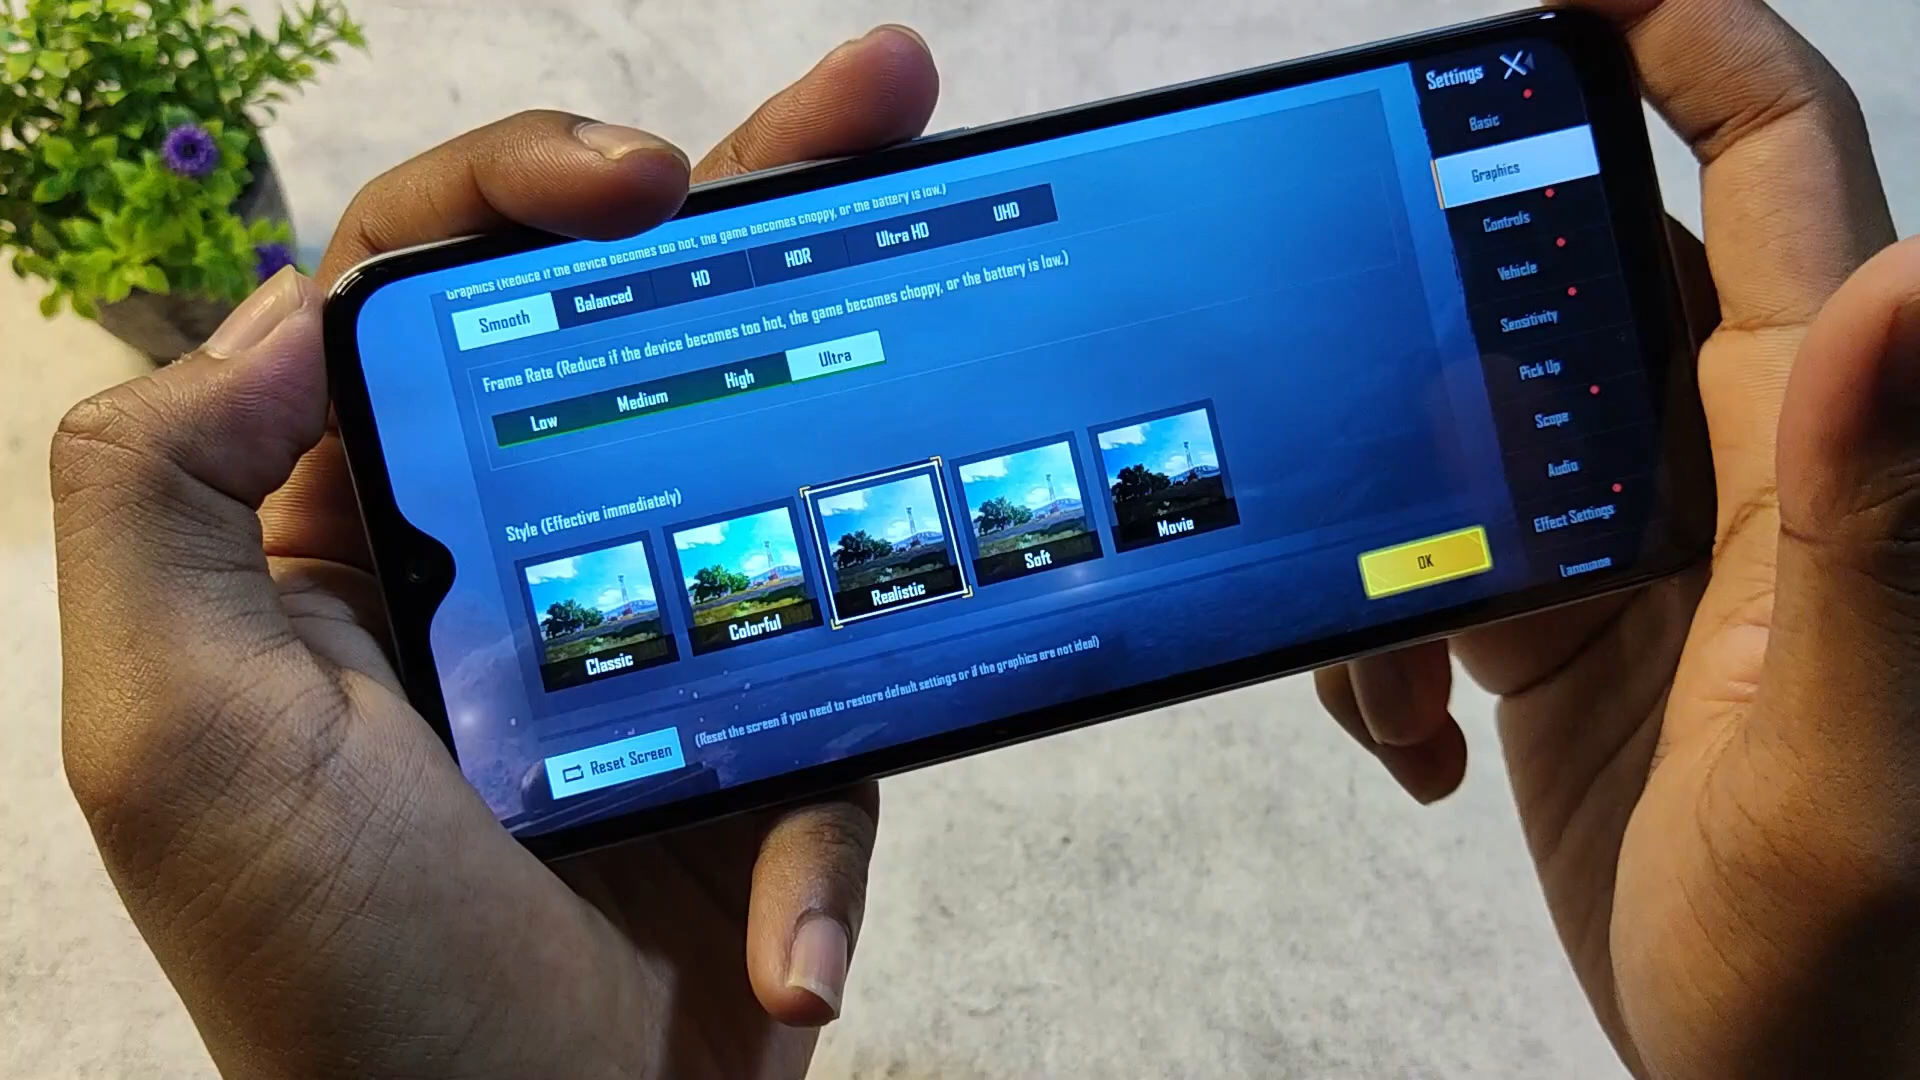 Graphics (Reduce if the device becomes too hot, the game becomes choppy, or the battery is low.)
Smooth Balanced HD HDR Ultra HD UHD
Frame Rate (Reduce if the device becomes too hot, the game becomes choppy, or the battery is low.)
Low Medium High Ultra
Style (Effective immediately)
Classic Colorful Realistic Soft Movie
OK
Reset Screen (Reset the screen if you need to restore default settings or if the graphics are not ideal)
Settings
Basic
Graphics
Controls
Vehicle
Sensitivity
Pick Up
Scope
Audio
Effect Settings
Language